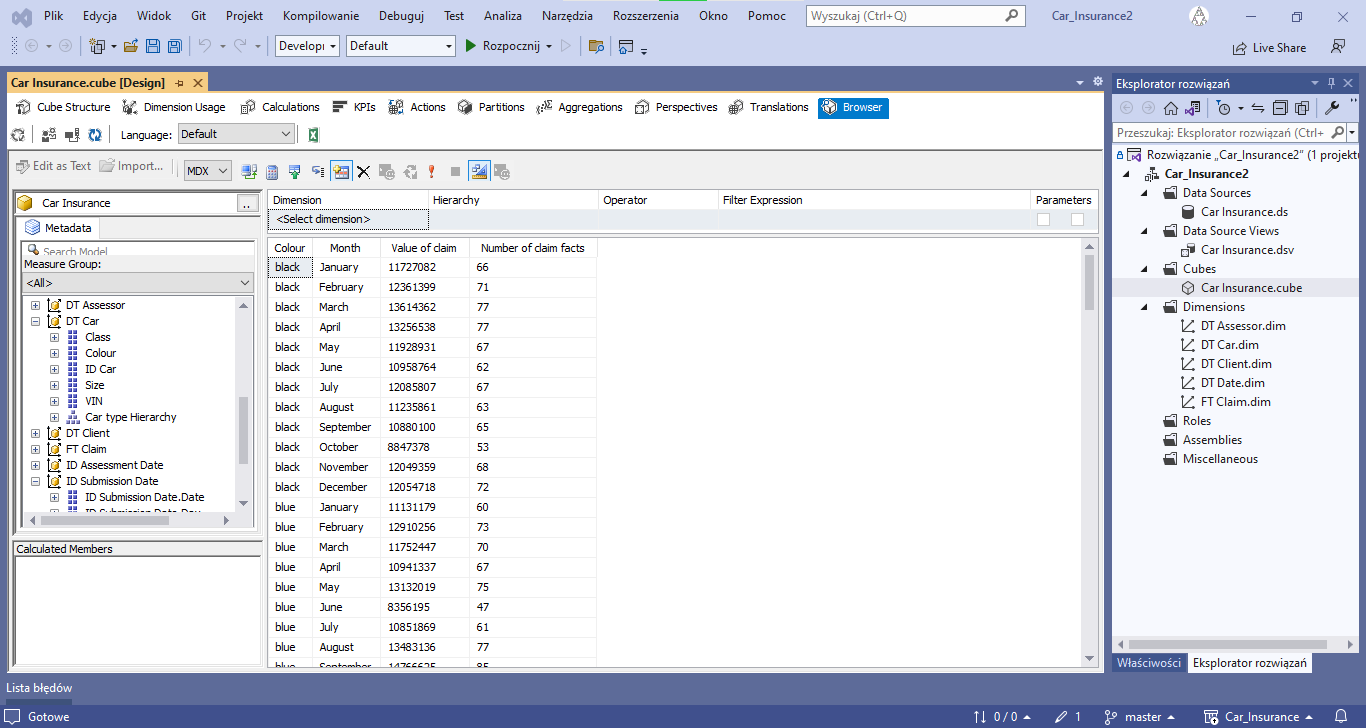 Plik Edycja Widok Git Projekt Kompilowanie Debuguj Test Analiza Narzędzia Rozszerzenia Okno Pomoc Wyszukaj (Ctrl+Q) Car_Insurance2
Develop Default Rozpocznij Live Share
Car Insurance.cube [Design]
Cube Structure Dimension Usage Calculations KPIs Actions Partitions Aggregations Perspectives Translations Browser
Language: Default
Edit as Text Import... MDX
Car Insurance ..
Metadata
Search Model
Measure Group:
<All>
DT Assessor
DT Car
Class
Colour
ID Car
Size
VIN
Car type Hierarchy
DT Client
FT Claim
ID Assessment Date
ID Submission Date
ID Submission Date.Date
ID Submission Date.Day
Calculated Members
Dimension Hierarchy Operator Filter Expression Parameters
<Select dimension>
Colour Month Value of claim Number of claim facts
black January 11727082 66
black February 12361399 71
black March 13614362 77
black April 13256538 77
black May 11928931 67
black June 10958764 62
black July 12085807 67
black August 11235861 63
black September 10880100 65
black October 8847378 53
black November 12049359 68
black December 12054718 72
blue January 11131179 60
blue February 12910256 73
blue March 11752447 70
blue April 10941337 67
blue May 13132019 75
blue June 8356195 47
blue July 10851869 61
blue August 13483136 77
blue September 14766625 85
Eksplorator rozwiązań
Przeszukaj: Eksplorator rozwiązań (Ctrl+
Rozwiązanie „Car_Insurance2” (1 projektu
Car_Insurance2
Data Sources
Car Insurance.ds
Data Source Views
Car Insurance.dsv
Cubes
Car Insurance.cube
Dimensions
DT Assessor.dim
DT Car.dim
DT Client.dim
DT Date.dim
FT Claim.dim
Roles
Assemblies
Miscellaneous
Właściwości Eksplorator rozwiązań
Lista błędów
Gotowe 0 / 0 1 master Car_Insurance